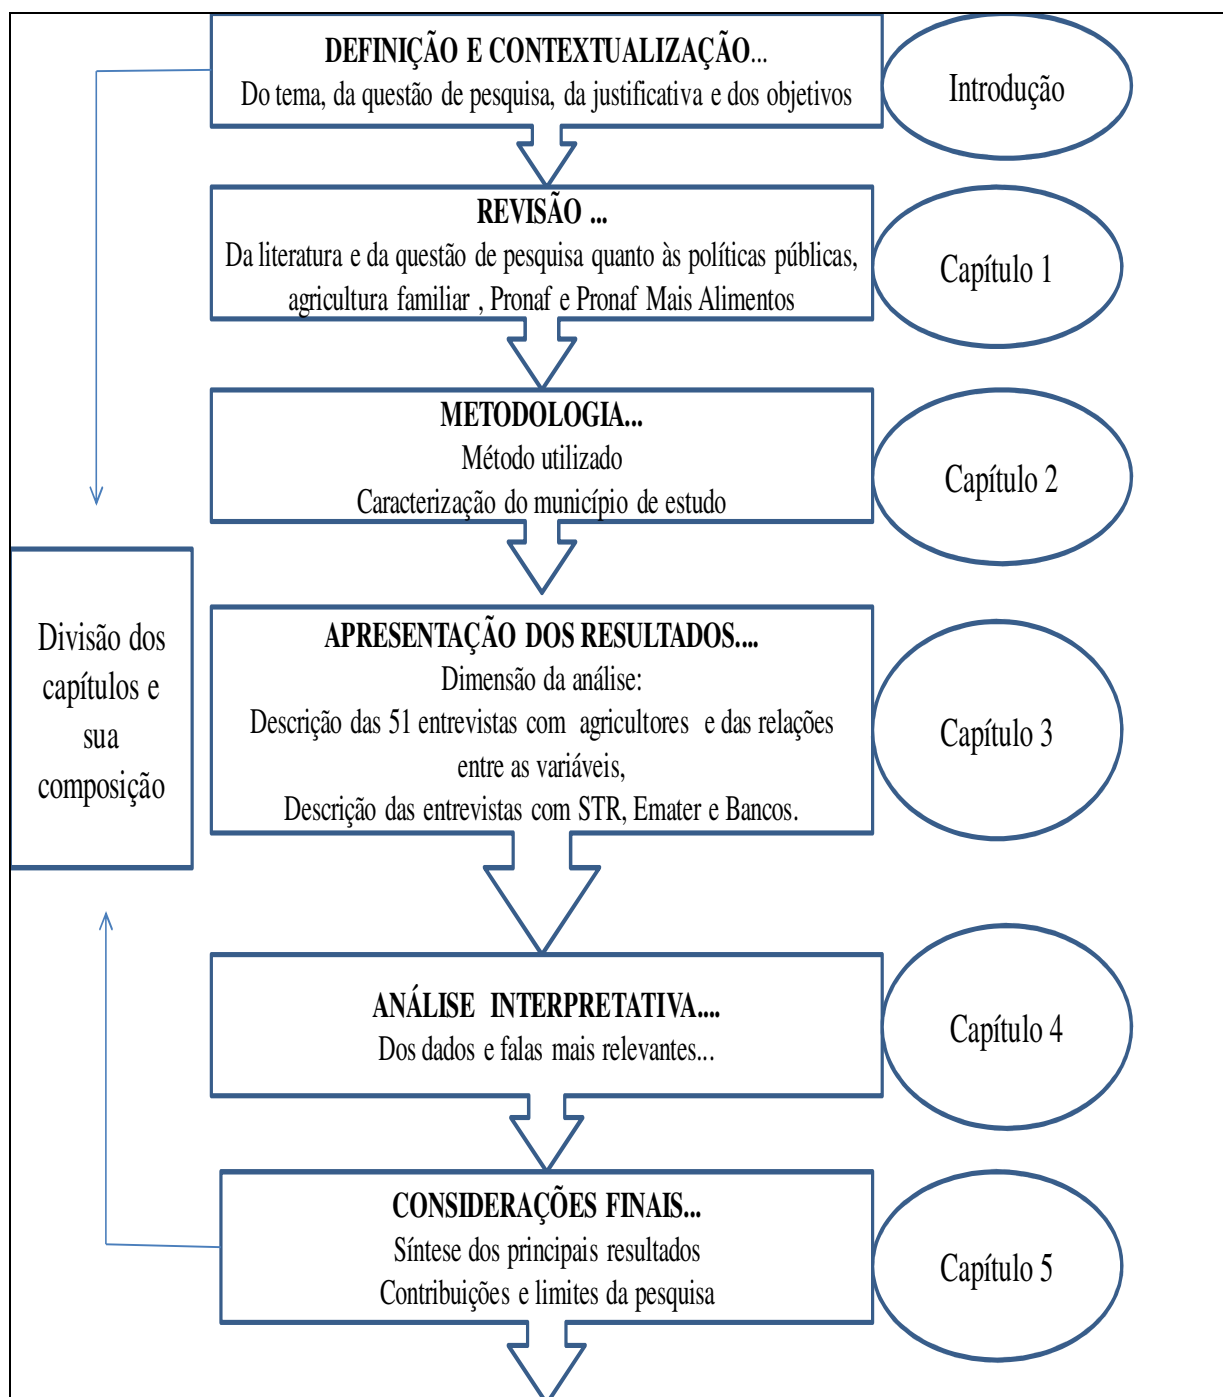 DEFINIÇÃO E CONTEXTUALIZAÇÃO...
Do tema, da questão de pesquisa, da justificativa e dos objetivos
Introdução
REVISÃO ...
Da literatura e da questão de pesquisa quanto às políticas públicas,
agricultura familiar , Pronaf e Pronaf Mais Alimentos
Capítulo 1
METODOLOGIA...
Método utilizado
Caracterização do município de estudo
Capítulo 2
Divisão dos
capítulos e
sua
composição
APRESENTAÇÃO DOS RESULTADOS....
Dimensão da análise:
Descrição das 51 entrevistas com agricultores e das relações
entre as variáveis,
Descrição das entrevistas com STR, Emater e Bancos.
Capítulo 3
ANÁLISE INTERPRETATIVA....
Dos dados e falas mais relevantes...
Capítulo 4
CONSIDERAÇÕES FINAIS...
Síntese dos principais resultados
Contribuições e limites da pesquisa
Capítulo 5